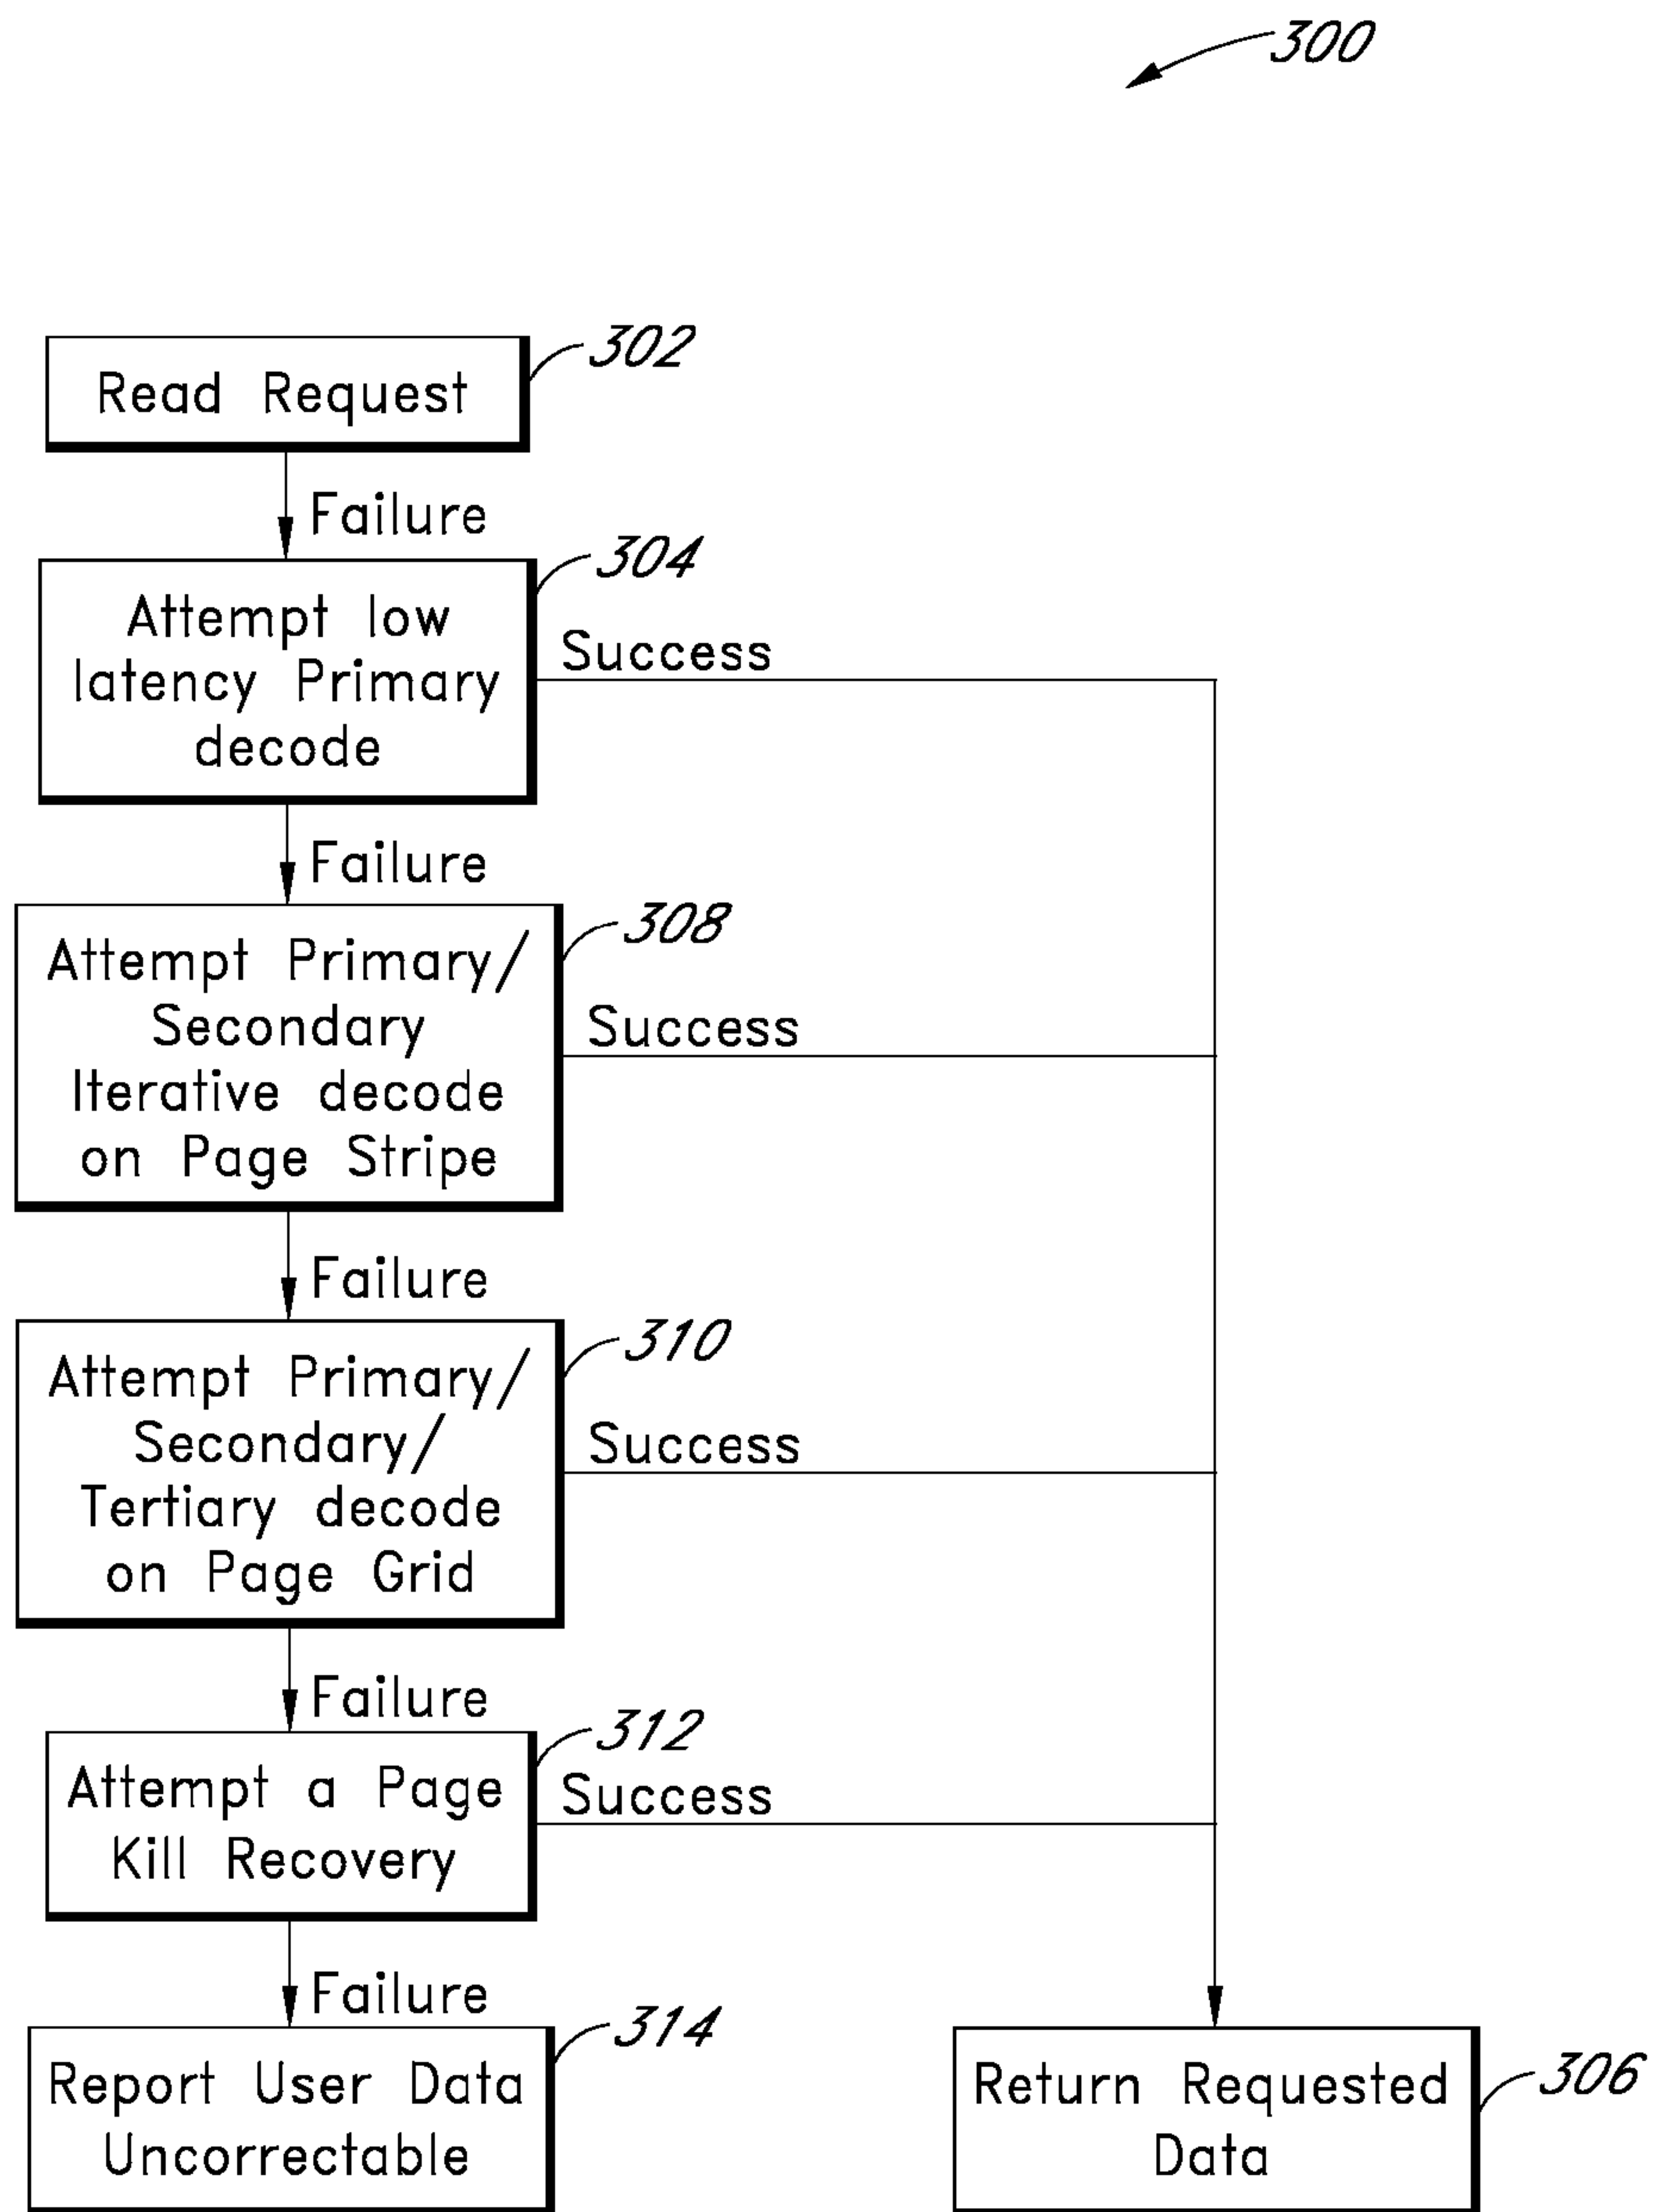 300
302
Read Request
Failure
304
Attempt low
latency Primary
decode
Success
Failure
308
Attempt Primary/
Secondary
Iterative decode
on Page Stripe
Success
Failure
310
Attempt Primary/
Secondary/
Tertiary decode
on Page Grid
Success
Failure
312
Attempt a Page
Kill Recovery
Success
Failure
314
Report User Data
Uncorrectable
306
Return Requested
Data